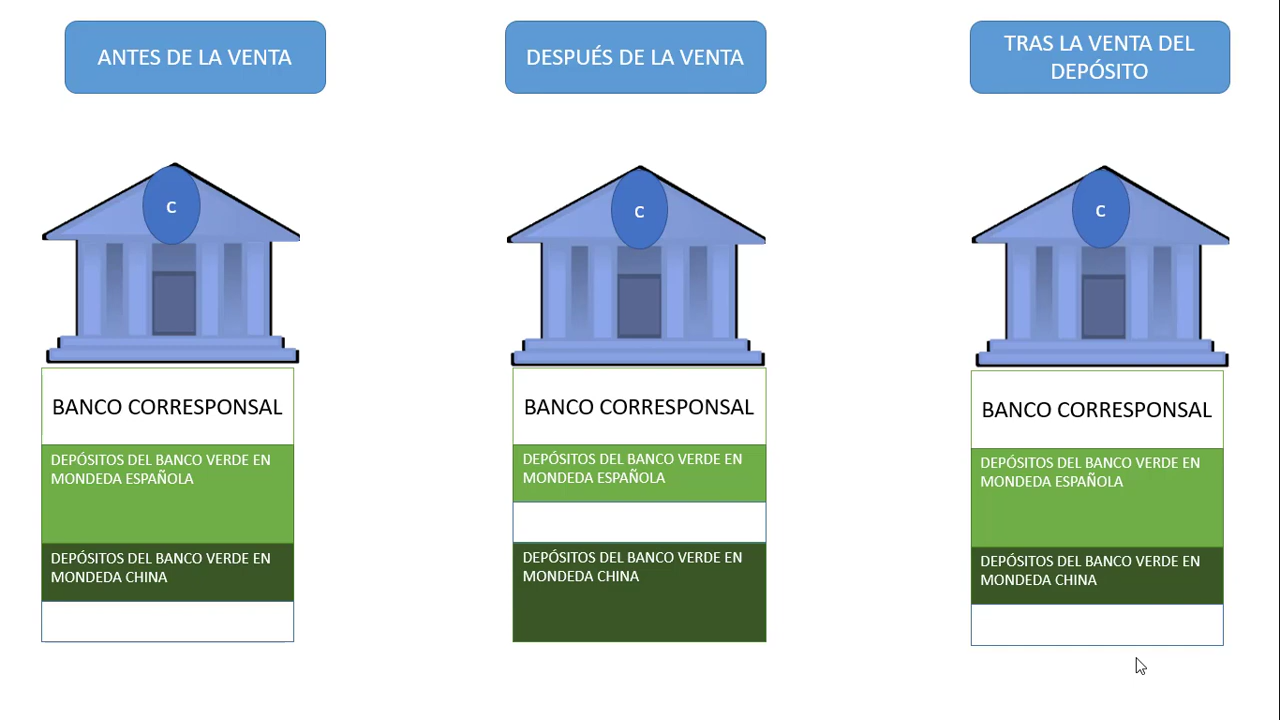 ANTES DE LA VENTA
DESPUÉS DE LA VENTA
TRAS LA VENTA DEL
DEPÓSITO
C
C
C
BANCO CORRESPONSAL
DEPÓSITOS DEL BANCO VERDE EN
MONDEDA ESPAÑOLA
DEPÓSITOS DEL BANCO VERDE EN
MONDEDA CHINA
BANCO CORRESPONSAL
DEPÓSITOS DEL BANCO VERDE EN
MONDEDA ESPAÑOLA
DEPÓSITOS DEL BANCO VERDE EN
MONDEDA CHINA
BANCO CORRESPONSAL
DEPÓSITOS DEL BANCO VERDE EN
MONDEDA ESPAÑOLA
DEPÓSITOS DEL BANCO VERDE EN
MONDEDA CHINA